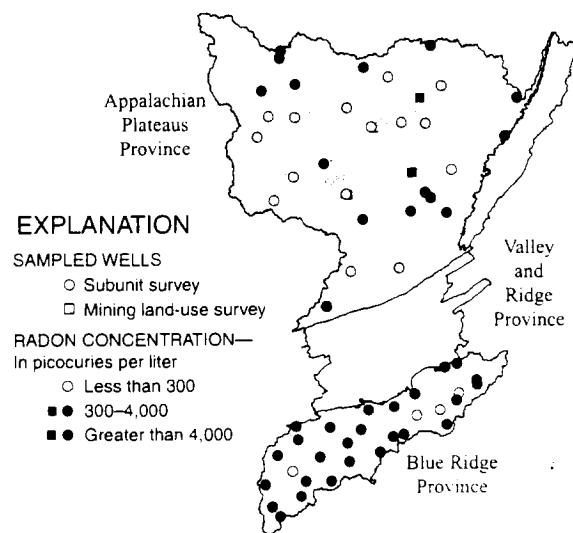 Appalachian
Plateaus
Province
EXPLANATION
SAMPLED WELLS
Subunit survey
Mining land-use survey
RADON CONCENTRATION—
In picocuries per liter
Less than 300
300–4,000
Greater than 4,000
Valley
and
Ridge
Province
Blue Ridge
Province